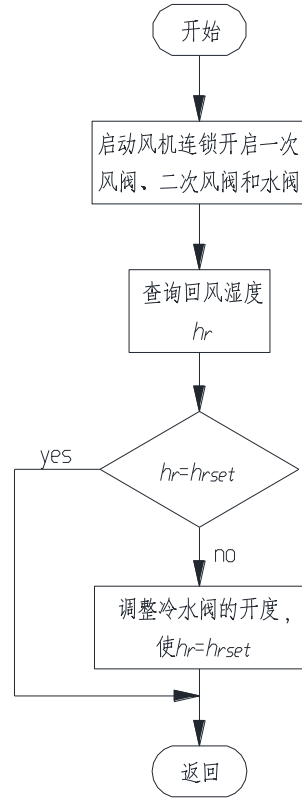 开始
启动风机连锁开启一次
风阀、二次风阀和水阀
查询回风湿度
hr
yes
hr=hrset
no
调整冷水阀的开度，
使hr=hrset
返回